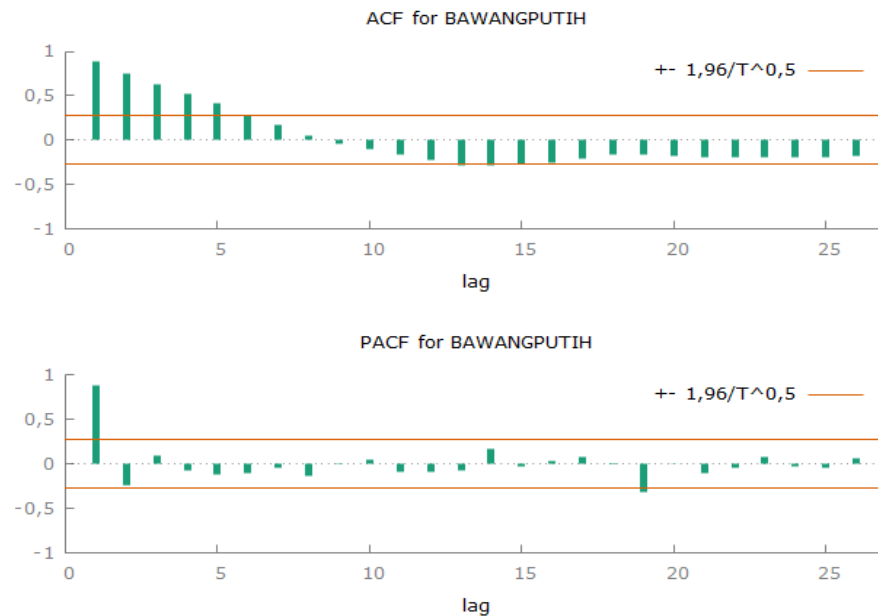 ACF for BAWANGPUTIH
+- 1,96/T^0,5
1
0,5
0
-0,5
-1
0 5 10 15 20 25
lag
PACF for BAWANGPUTIH
+- 1,96/T^0,5
1
0,5
0
-0,5
-1
0 5 10 15 20 25
lag